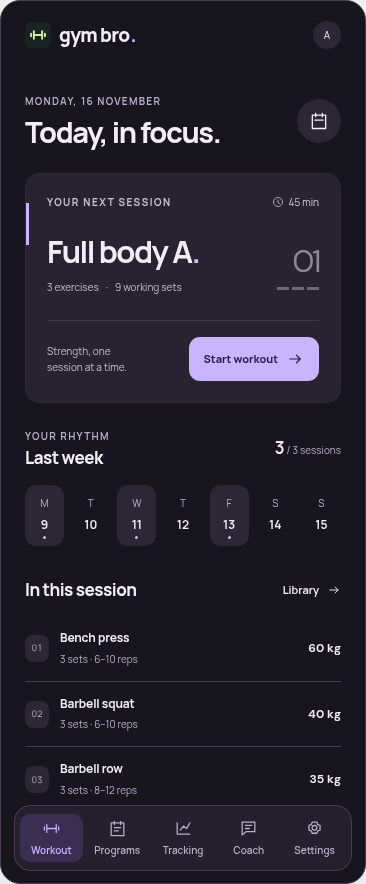 gym bro.
A
MONDAY, 16 NOVEMBER
Today, in focus.
YOUR NEXT SESSION
45 min
Full body A.
01
3 exercises · 9 working sets
Strength, one
session at a time.
Start workout →
YOUR RHYTHM
Last week
3 / 3 sessions
M T W T F S S
9 10 11 12 13 14 15
In this session
Library →
01
Bench press
3 sets · 6–10 reps
60 kg
02
Barbell squat
3 sets · 6–10 reps
40 kg
03
Barbell row
3 sets · 8–12 reps
35 kg
Workout Programs Tracking Coach Settings